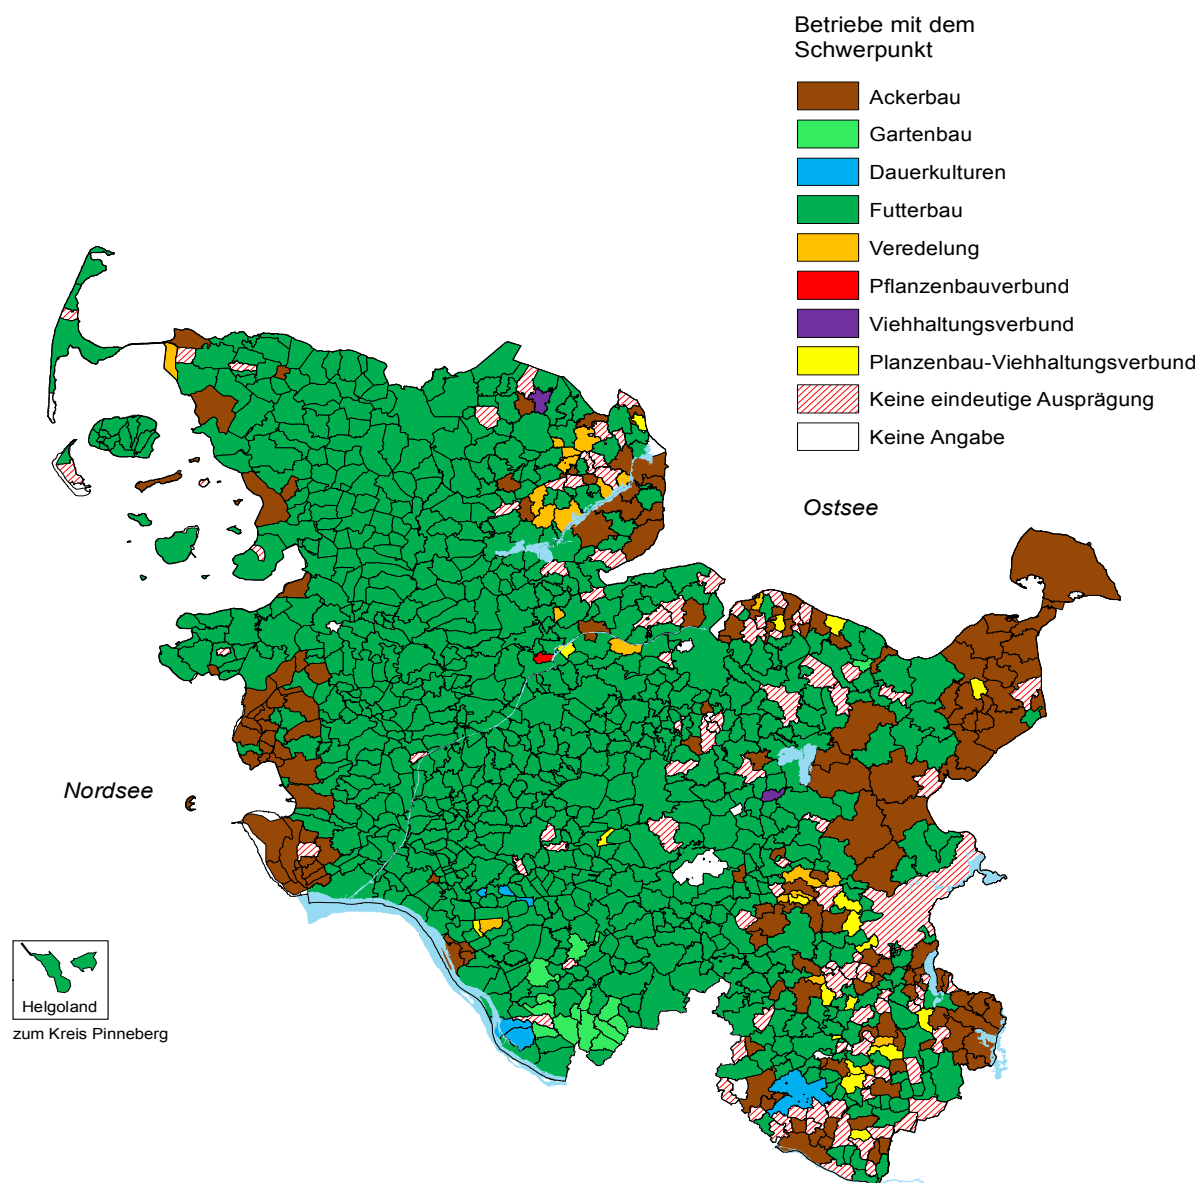 Betriebe mit dem
Schwerpunkt
Ackerbau
Gartenbau
Dauerkulturen
Futterbau
Veredelung
Pflanzenbauverbund
Viehhaltungsverbund
Planzenbau-Viehhaltungsverbund
Keine eindeutige Ausprägung
Keine Angabe
Ostsee
Nordsee
Helgoland
zum Kreis Pinneberg